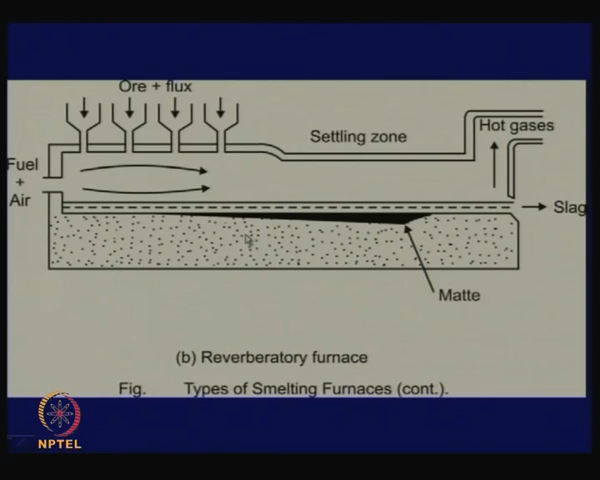 Ore + flux
Settling zone
Hot gases
Fuel
+
Air
Slag
Matte
(b) Reverberatory furnace
Fig. Types of Smelting Furnaces (cont.).
NPTEL